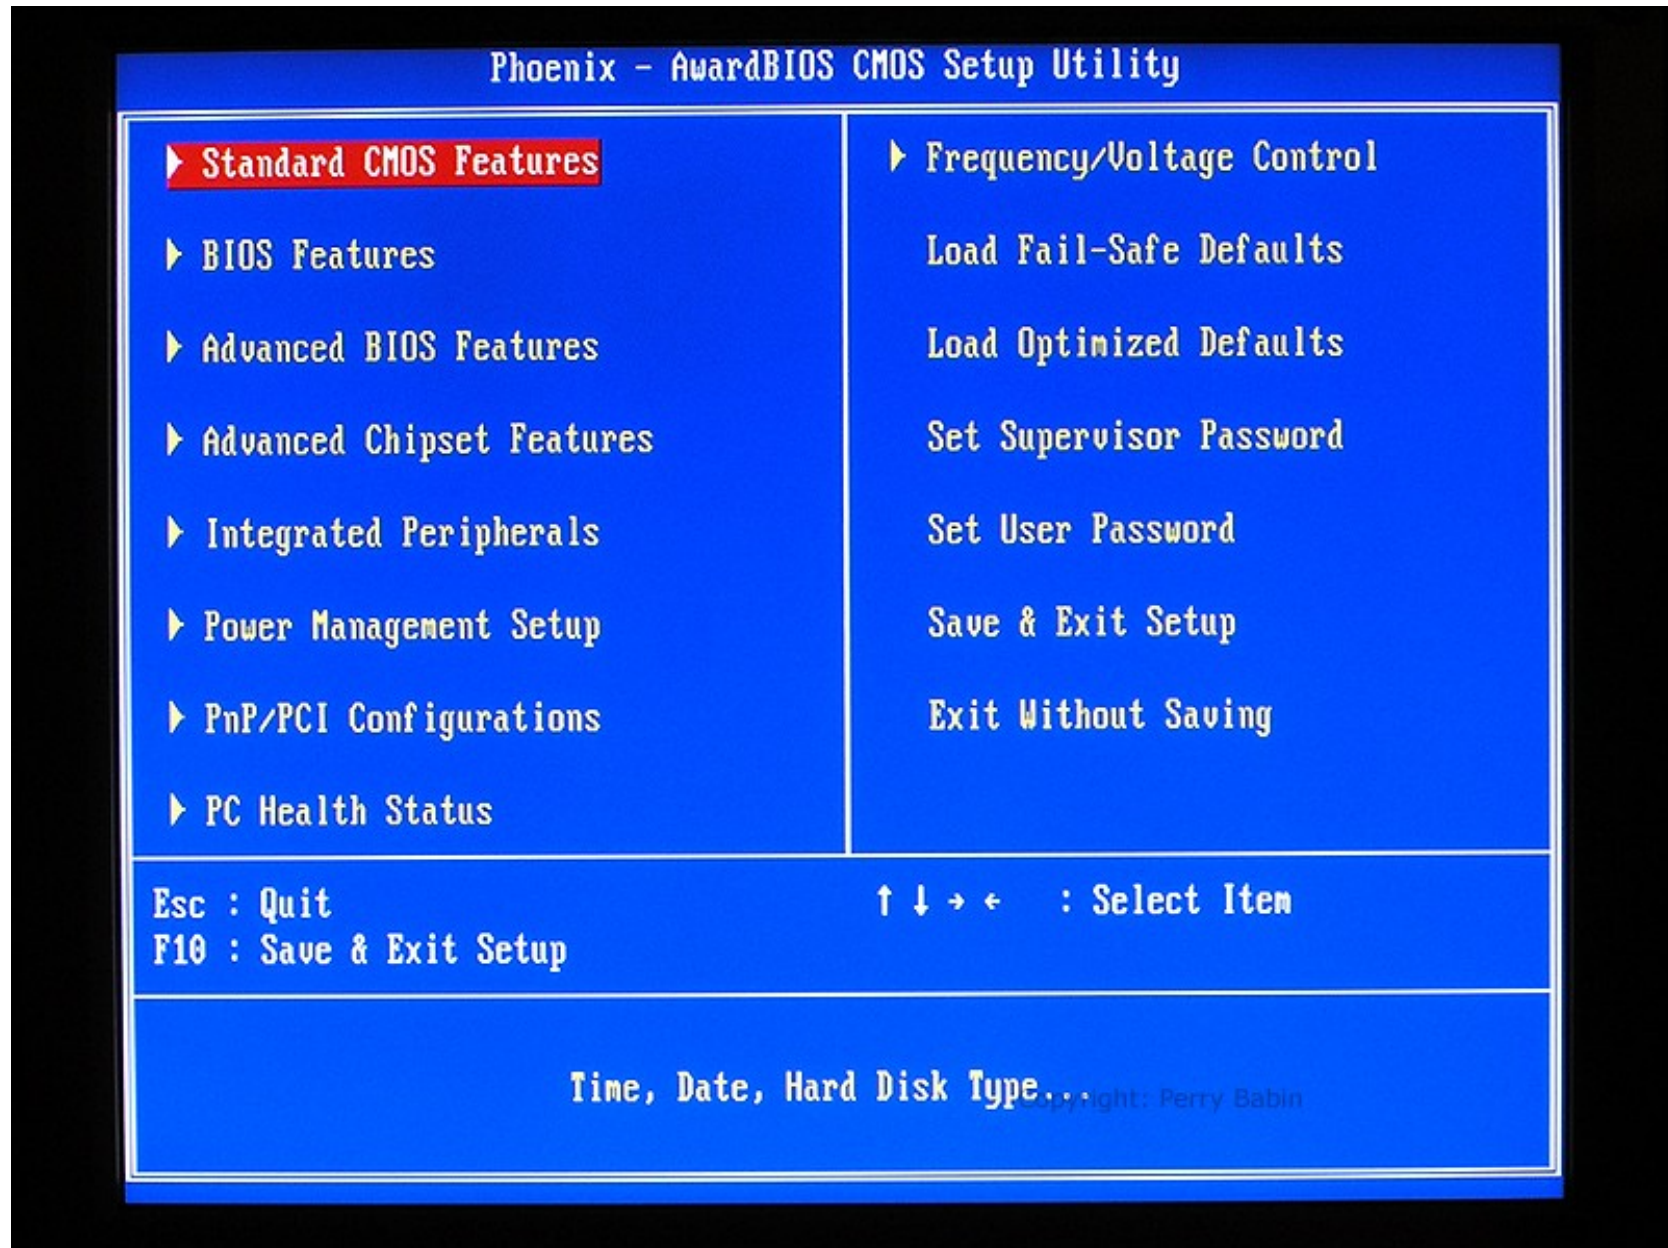 Phoenix - AwardBIOS CMOS Setup Utility
Standard CMOS Features
BIOS Features
Advanced BIOS Features
Advanced Chipset Features
Integrated Peripherals
Power Management Setup
PnP/PCI Configurations
PC Health Status
Frequency/Voltage Control
Load Fail-Safe Defaults
Load Optimized Defaults
Set Supervisor Password
Set User Password
Save & Exit Setup
Exit Without Saving
Esc : Quit
F10 : Save & Exit Setup
↑ ↓ → ← : Select Item
Time, Date, Hard Disk Type...
Copyright: Perry Babin